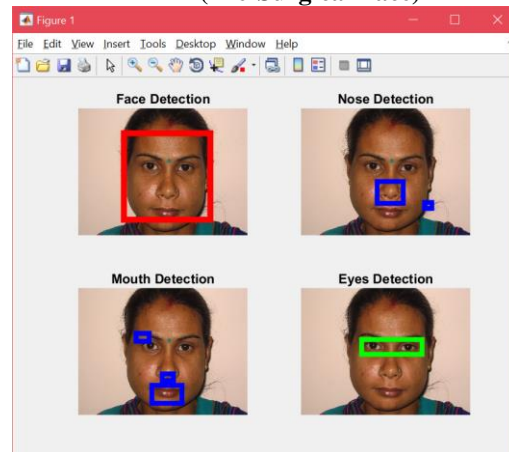 Figure 1
File Edit View Insert Tools Desktop Window Help
Face Detection
Nose Detection
Mouth Detection
Eyes Detection